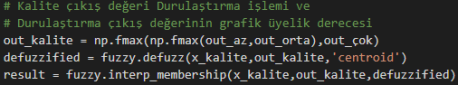 # Kalite çıkış değeri Durulaştırma işlemi ve
# Durulaştırma çıkış değerinin grafik üyelik derecesi
out_kalite = np.fmax(np.fmax(out_az,out_orta),out_çok)
defuzzified = fuzzy.defuzz(x_kalite,out_kalite,'centroid')
result = fuzzy.interp_membership(x_kalite,out_kalite,defuzzified)